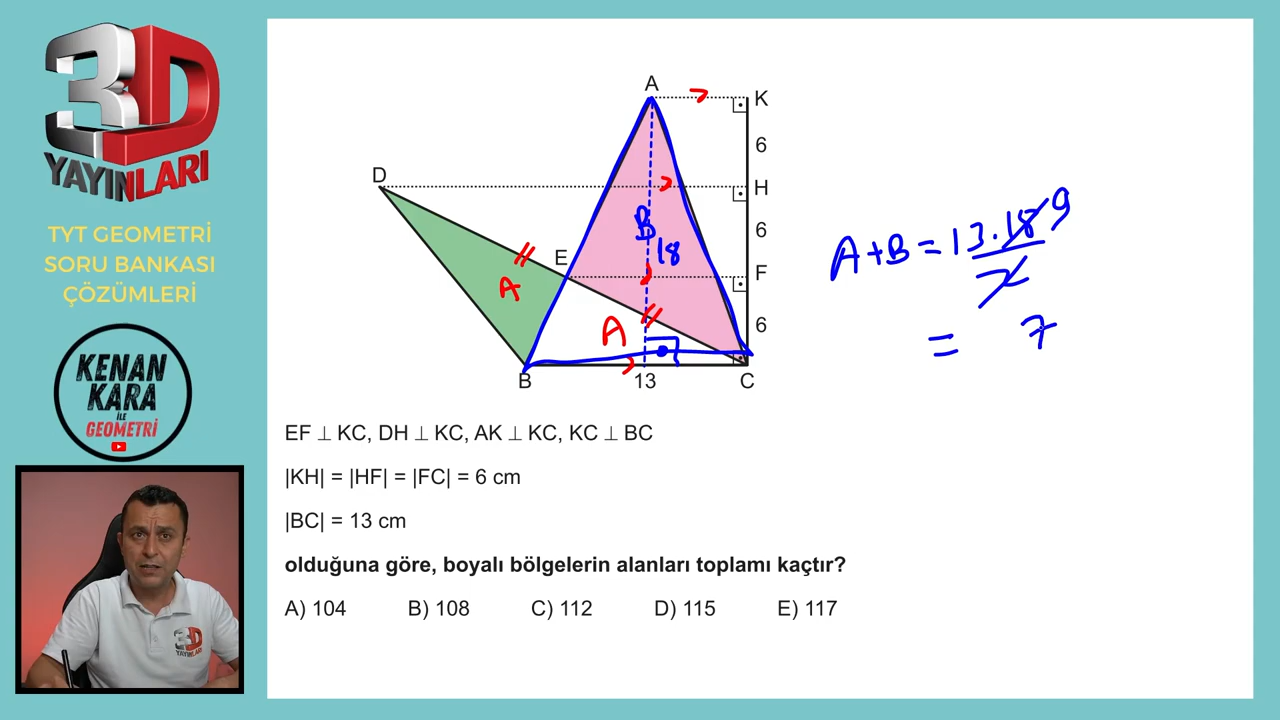 3D
YAYINLARI
TYT GEOMETRİ
SORU BANKASI
ÇÖZÜMLERİ
KENAN
KARA
İLE
GEOMETRİ
3D
YAYINLARI
A
K
6
D
H
B
6
18
E
F
A
A
6
B
13
C
A+B = 13.18 9
2
= 7
EF ⊥ KC, DH ⊥ KC, AK ⊥ KC, KC ⊥ BC
|KH| = |HF| = |FC| = 6 cm
|BC| = 13 cm
olduğuna göre, boyalı bölgelerin alanları toplamı kaçtır?
A) 104 B) 108 C) 112 D) 115 E) 117